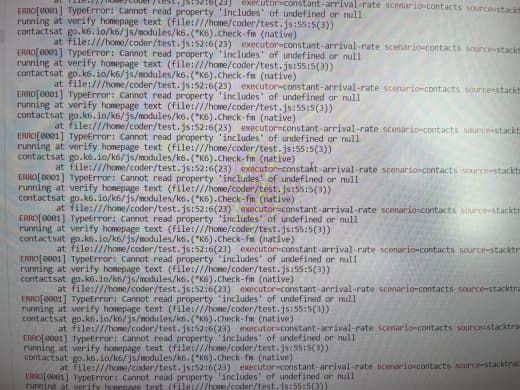 at file:///home/coder/test.js:52:6(23) executor=constant-arrival-rate scenario=contacts source=stackt
ERRO[0001] TypeError: Cannot read property 'includes' of undefined or null
running at verify homepage text (file:///home/coder/test.js:55:5(3))
contactsat go.k6.io/k6/js/modules/k6.(*K6).Check-fm (native)
at file:///home/coder/test.js:52:6(23) executor=constant-arrival-rate scenario=contacts source=stackt
ERRO[0001] TypeError: Cannot read property 'includes' of undefined or null
running at verify homepage text (file:///home/coder/test.js:55:5(3))
contactsat go.k6.io/k6/js/modules/k6.(*K6).Check-fm (native)
at file:///home/coder/test.js:52:6(23) executor=constant-arrival-rate scenario=contacts source=stackt
ERRO[0001] TypeError: Cannot read property 'includes' of undefined or null
running at verify homepage text (file:///home/coder/test.js:55:5(3))
contactsat go.k6.io/k6/js/modules/k6.(*K6).Check-fm (native)
at file:///home/coder/test.js:52:6(23) executor=constant-arrival-rate scenario=contacts source=stackt
ERRO[0001] TypeError: Cannot read property 'includes' of undefined or null
running at verify homepage text (file:///home/coder/test.js:55:5(3))
contactsat go.k6.io/k6/js/modules/k6.(*K6).Check-fm (native)
at file:///home/coder/test.js:52:6(23) executor=constant-arrival-rate scenario=contacts source=stackt
ERRO[0001] TypeError: Cannot read property 'includes' of undefined or null
running at verify homepage text (file:///home/coder/test.js:55:5(3))
contactsat go.k6.io/k6/js/modules/k6.(*K6).Check-fm (native)
at file:///home/coder/test.js:52:6(23) executor=constant-arrival-rate scenario=contacts source=stacktr
ERRO[0001] TypeError: Cannot read property 'includes' of undefined or null
running at verify homepage text (file:///home/coder/test.js:55:5(3))
contactsat go.k6.io/k6/js/modules/k6.(*K6).Check-fm (native)
at file:///home/coder/test.js:52:6(23) executor=constant-arrival-rate scenario=contacts source=stacktr
ERRO[0001] TypeError: Cannot read property 'includes' of undefined or null
running at verify homepage text (file:///home/coder/test.js:55:5(3))
contactsat go.k6.io/k6/js/modules/k6.(*K6).Check-fm (native)
at file:///home/coder/test.js:52:6(23) executor=constant-arrival-rate scenario=contacts source=stacktra
ERRO[0001] TypeError: Cannot read property 'includes' of undefined or null
running at verify homepage text (file:///home/coder/test.js:55:5(3))
contactsat go.k6.io/k6/js/modules/k6.(*K6).Check-fm (native)
at file:///home/coder/test.js:52:6(23) executor=constant-arrival-rate scenario=contacts source=stacktra
ERRO[0001] TypeError: Cannot read property 'includes' of undefined or null
running at verify homepage text (file:///home/coder/test.js:55:5(3))
contactsat go.k6.io/k6/js/modules/k6.(*K6).Check-fm (native)
at file:///home/coder/test.js:52:6(23) executor=constant-arrival-rate scenario=contacts source=stacktra
ERRO[0001] TypeError: Cannot read property 'includes' of undefined or null
running at verify homepage text (file:///home/coder/test.js:55:5(3))